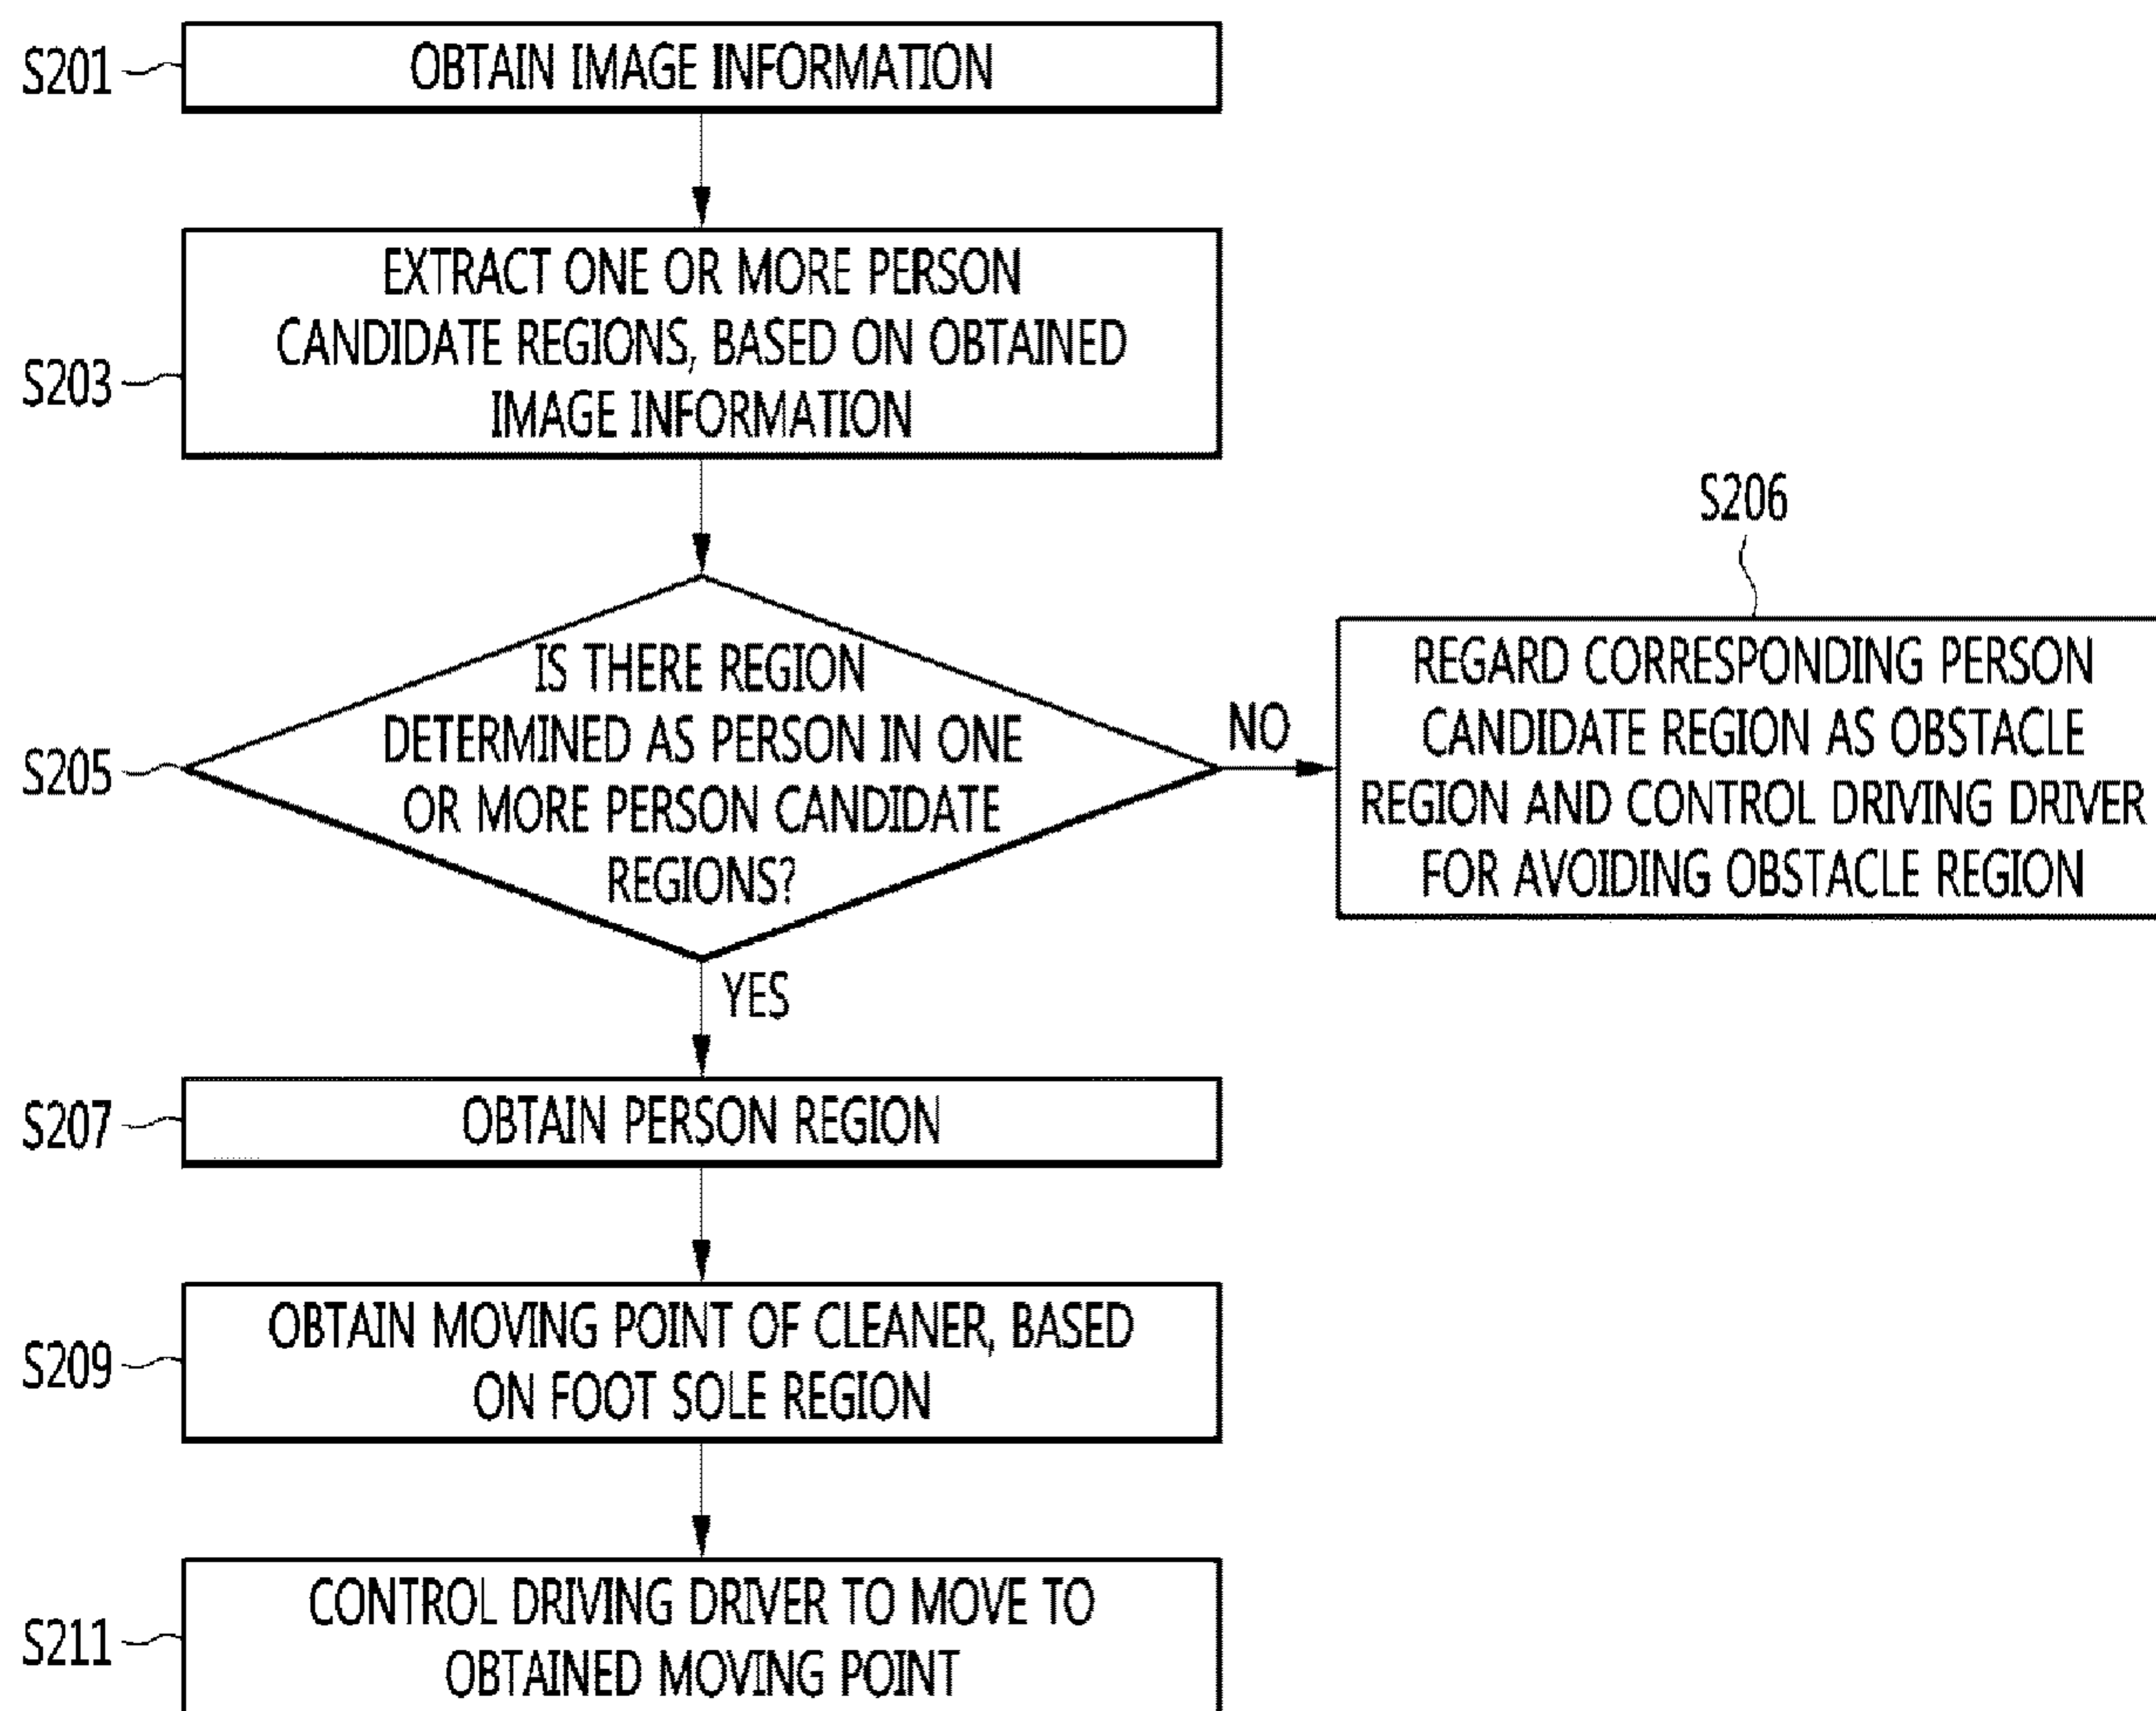 S201
OBTAIN IMAGE INFORMATION
S203
EXTRACT ONE OR MORE PERSON
CANDIDATE REGIONS, BASED ON OBTAINED
IMAGE INFORMATION
S205
IS THERE REGION
DETERMINED AS PERSON IN ONE
OR MORE PERSON CANDIDATE
REGIONS?
NO
S206
REGARD CORRESPONDING PERSON
CANDIDATE REGION AS OBSTACLE
REGION AND CONTROL DRIVING DRIVER
FOR AVOIDING OBSTACLE REGION
YES
S207
OBTAIN PERSON REGION
S209
OBTAIN MOVING POINT OF CLEANER, BASED
ON FOOT SOLE REGION
S211
CONTROL DRIVING DRIVER TO MOVE TO
OBTAINED MOVING POINT